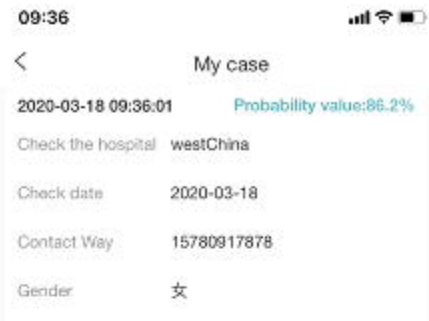 09:36
My case
2020-03-18 09:36:01 Probability value:86.2%
Check the hospital westChina
Check date 2020-03-18
Contact Way 15780917878
Gender 女